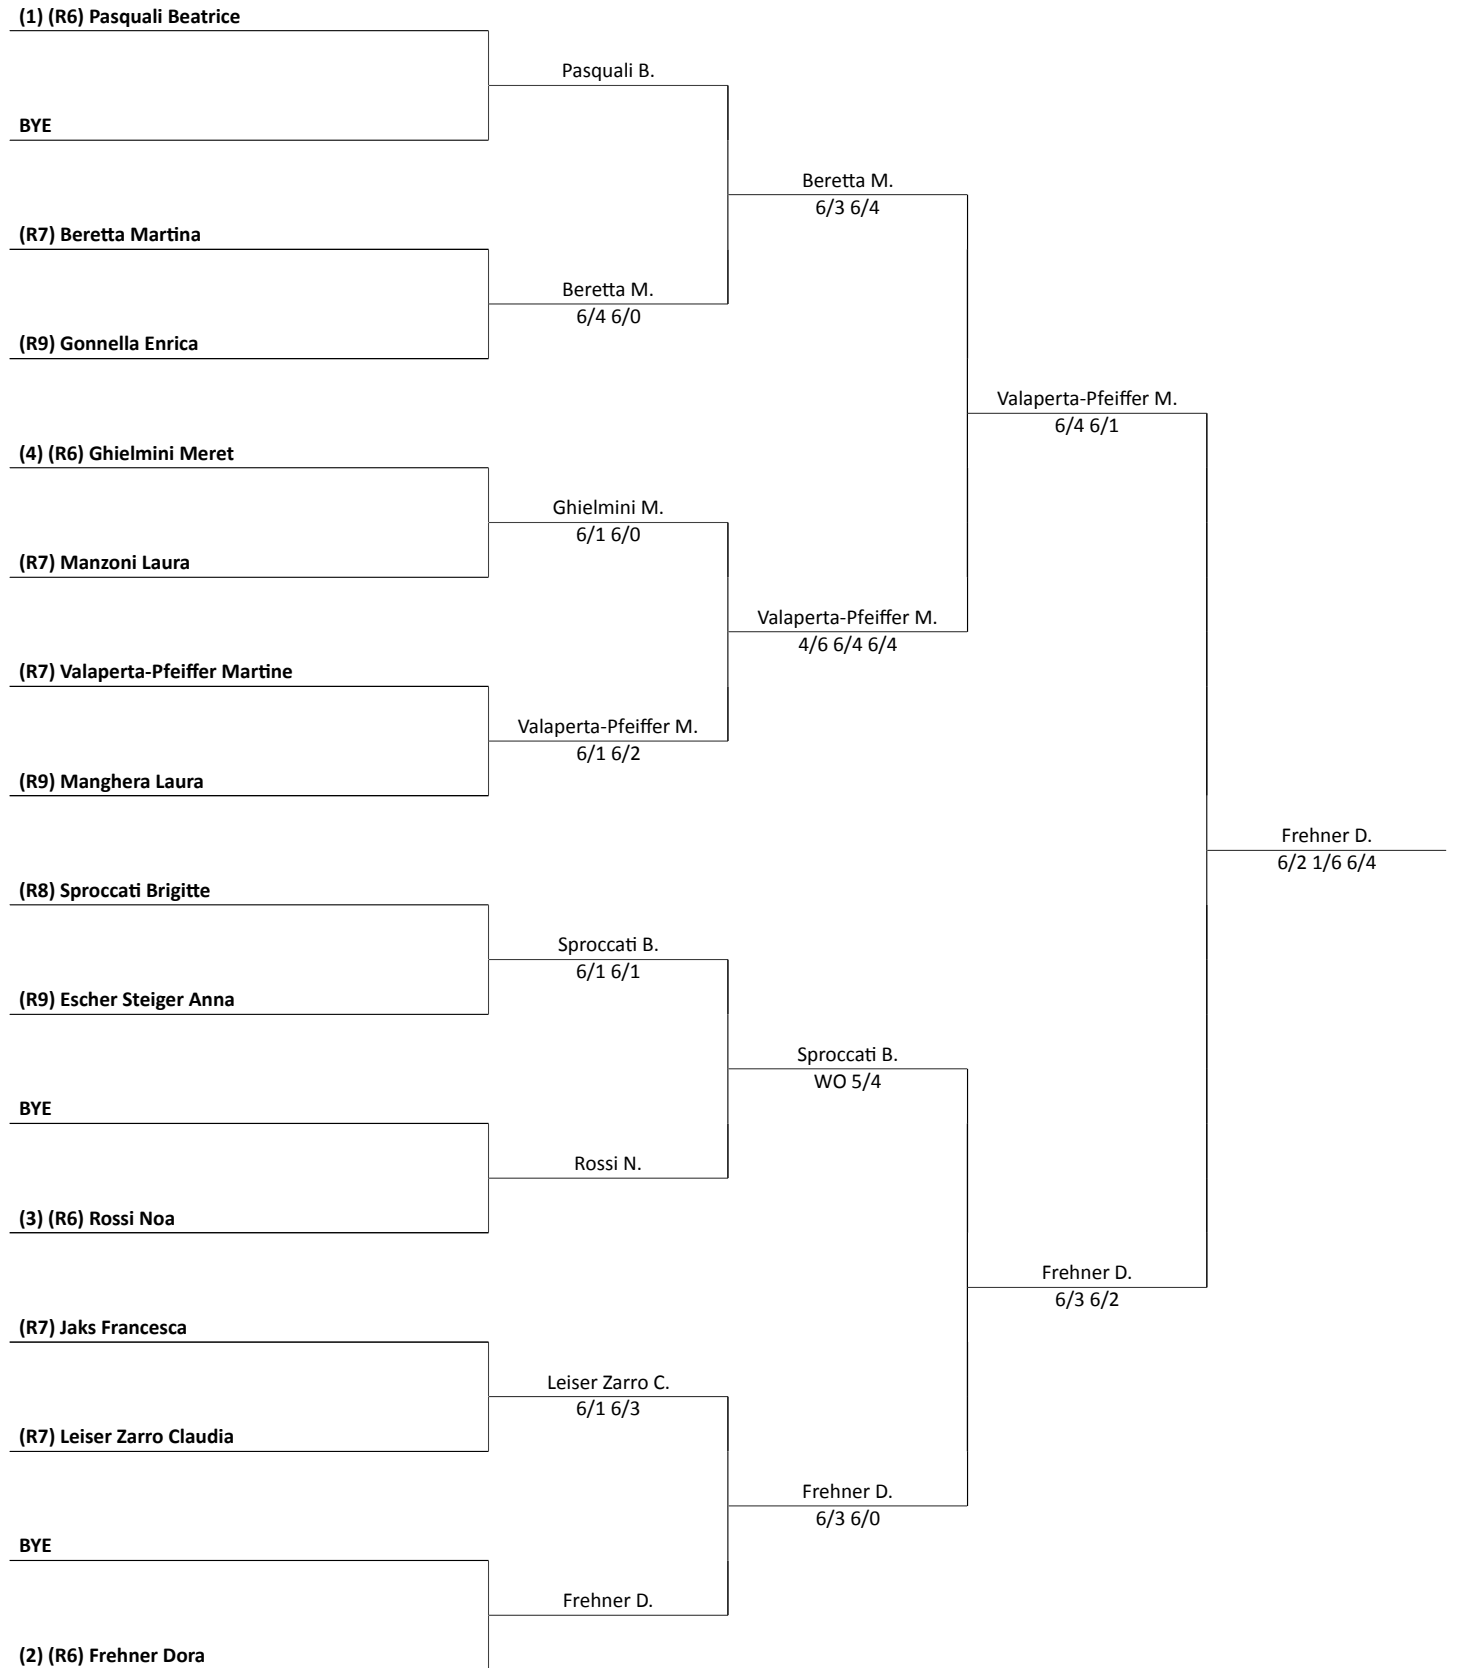 (1) (R6) Pasquali Beatrice
Pasquali B.
BYE
Beretta M.
6/3 6/4
(R7) Beretta Martina
Beretta M.
6/4 6/0
(R9) Gonnella Enrica
Valaperta-Pfeiffer M.
6/4 6/1
(4) (R6) Ghielmini Meret
Ghielmini M.
6/1 6/0
(R7) Manzoni Laura
Valaperta-Pfeiffer M.
4/6 6/4 6/4
(R7) Valaperta-Pfeiffer Martine
Valaperta-Pfeiffer M.
6/1 6/2
(R9) Manghera Laura
Frehner D.
6/2 1/6 6/4
(R8) Sproccati Brigitte
Sproccati B.
6/1 6/1
(R9) Escher Steiger Anna
Sproccati B.
WO 5/4
BYE
Rossi N.
(3) (R6) Rossi Noa
Frehner D.
6/3 6/2
(R7) Jaks Francesca
Leiser Zarro C.
6/1 6/3
(R7) Leiser Zarro Claudia
Frehner D.
6/3 6/0
BYE
Frehner D.
(2) (R6) Frehner Dora